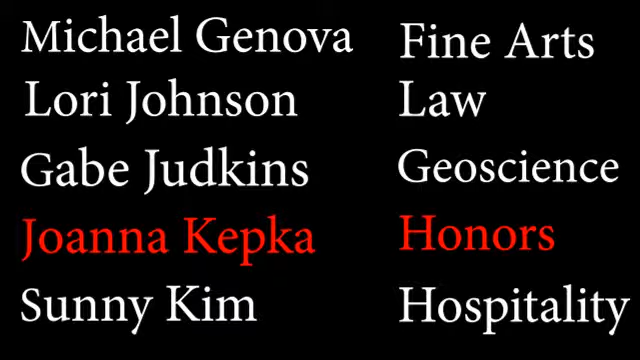 Michael Genova Fine Arts
Lori Johnson Law
Gabe Judkins Geoscience
Joanna Kepka Honors
Sunny Kim Hospitality